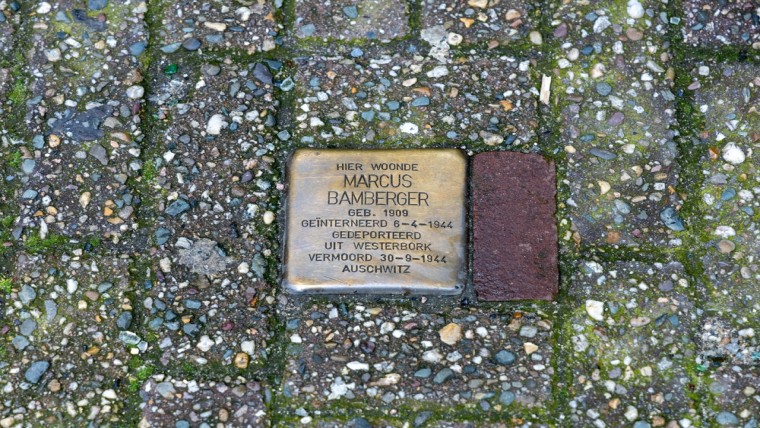 HIER WOONDE
MARCUS
BAMBERGER
GEB. 1909
GEÏNTERNEERD 6-4-1944
GEDEPORTEERD
UIT WESTERBORK
VERMOORD 30-9-1944
AUSCHWITZ